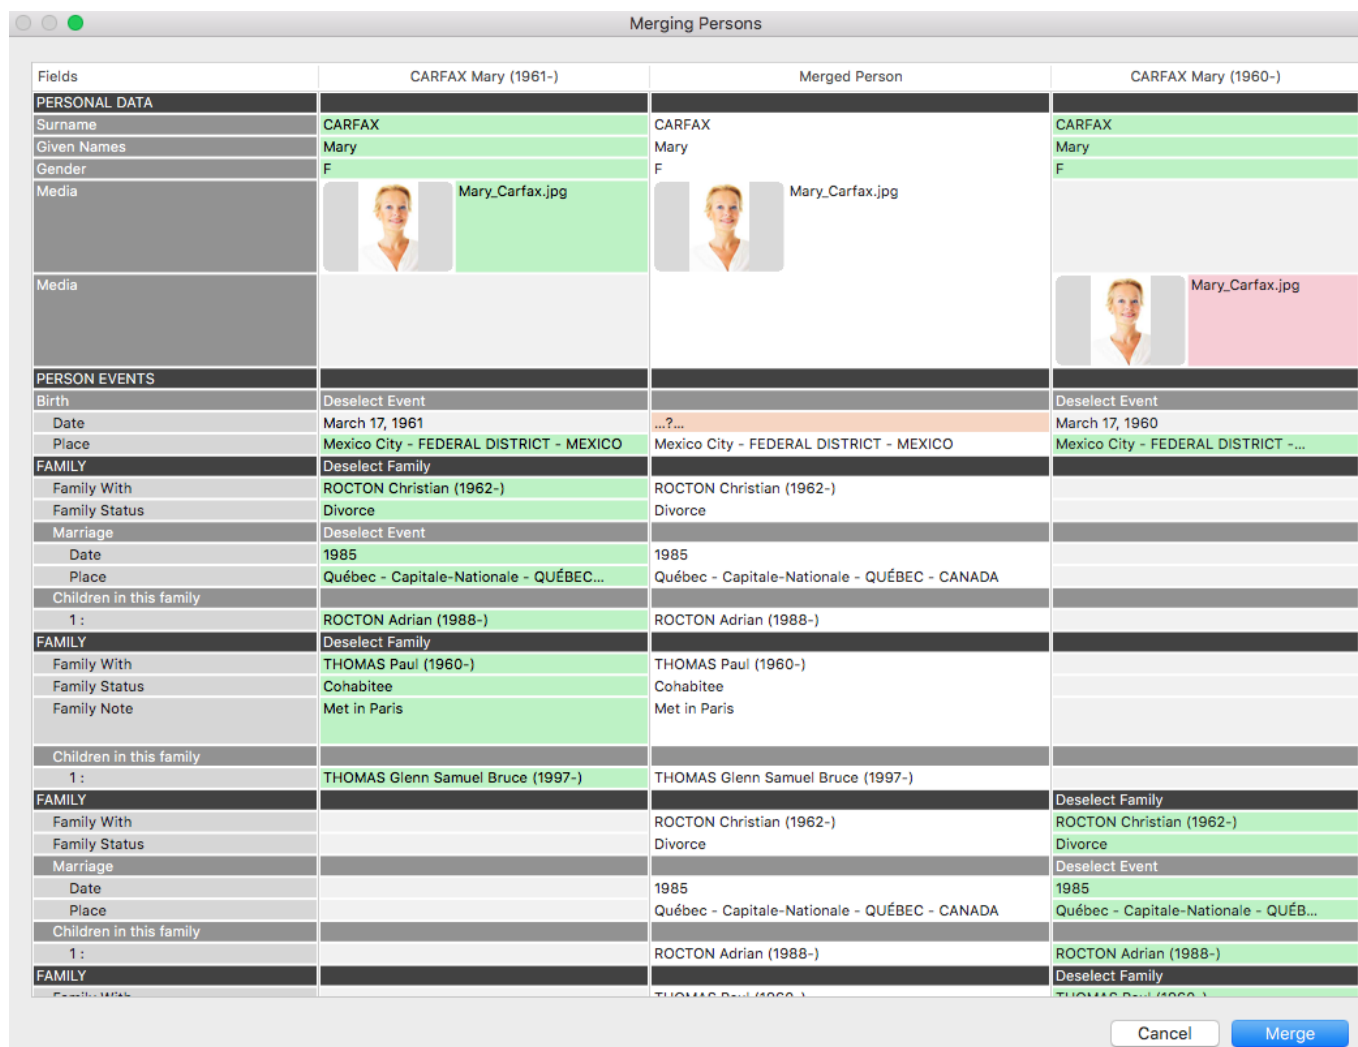 Merging Persons
Fields CARFAX Mary (1961-) Merged Person CARFAX Mary (1960-)
PERSONAL DATA
Surname CARFAX CARFAX CARFAX
Given Names Mary Mary Mary
Gender F F F
Media Mary_Carfax.jpg Mary_Carfax.jpg
Media Mary_Carfax.jpg
PERSON EVENTS
Birth Deselect Event Deselect Event
Date March 17, 1961 ...?... March 17, 1960
Place Mexico City - FEDERAL DISTRICT - MEXICO Mexico City - FEDERAL DISTRICT - MEXICO Mexico City - FEDERAL DISTRICT -...
FAMILY Deselect Family
Family With ROCTON Christian (1962-) ROCTON Christian (1962-)
Family Status Divorce Divorce
Marriage Deselect Event
Date 1985 1985
Place Québec - Capitale-Nationale - QUÉBEC... Québec - Capitale-Nationale - QUÉBEC - CANADA
Children in this family
1 : ROCTON Adrian (1988-) ROCTON Adrian (1988-)
FAMILY Deselect Family
Family With THOMAS Paul (1960-) THOMAS Paul (1960-)
Family Status Cohabitee Cohabitee
Family Note Met in Paris Met in Paris
Children in this family
1 : THOMAS Glenn Samuel Bruce (1997-) THOMAS Glenn Samuel Bruce (1997-)
FAMILY Deselect Family
Family With ROCTON Christian (1962-) ROCTON Christian (1962-)
Family Status Divorce Divorce
Marriage Deselect Event
Date 1985 1985
Place Québec - Capitale-Nationale - QUÉBEC - CANADA Québec - Capitale-Nationale - QUÉB...
Children in this family
1 : ROCTON Adrian (1988-) ROCTON Adrian (1988-)
FAMILY Deselect Family
Family With THOMAS Paul (1960-) THOMAS Paul (1960-)
Cancel Merge